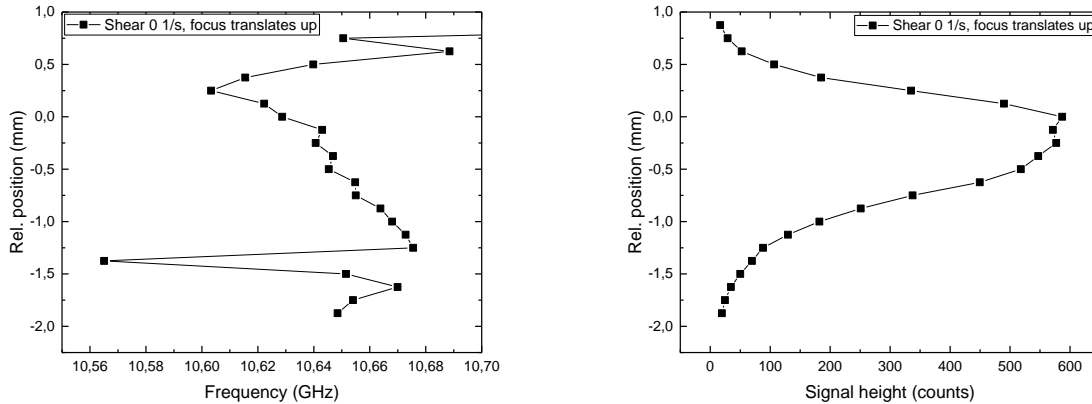 Shear 0 1/s, focus translates up
1,0
0,5
0,0
-0,5
-1,0
-1,5
-2,0
Rel. position (mm)
10,56 10,58 10,60 10,62 10,64 10,66 10,68 10,70
Frequency (GHz)
Shear 0 1/s, focus translates up
1,0
0,5
0,0
-0,5
-1,0
-1,5
-2,0
Rel. position (mm)
0 100 200 300 400 500 600
Signal height (counts)